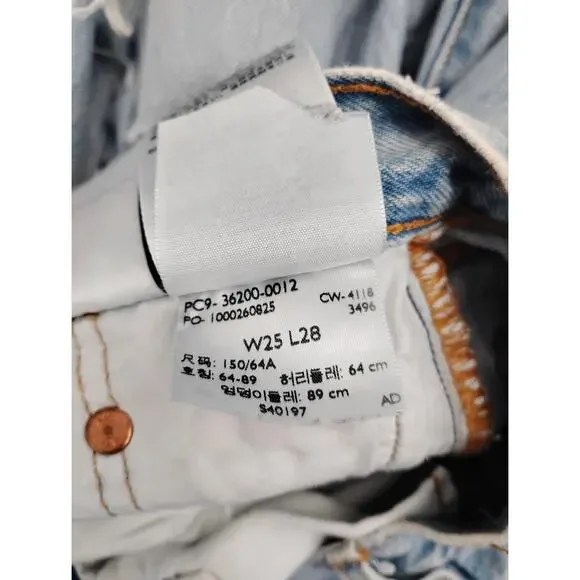 PC9- 36200-0012
PO- 1000260825
CW-4118
3496
W25 L28
尺码: 150/64A
호칭: 64-89 허리둘레: 64 cm
엉덩이둘레: 89 cm
S40197
AD